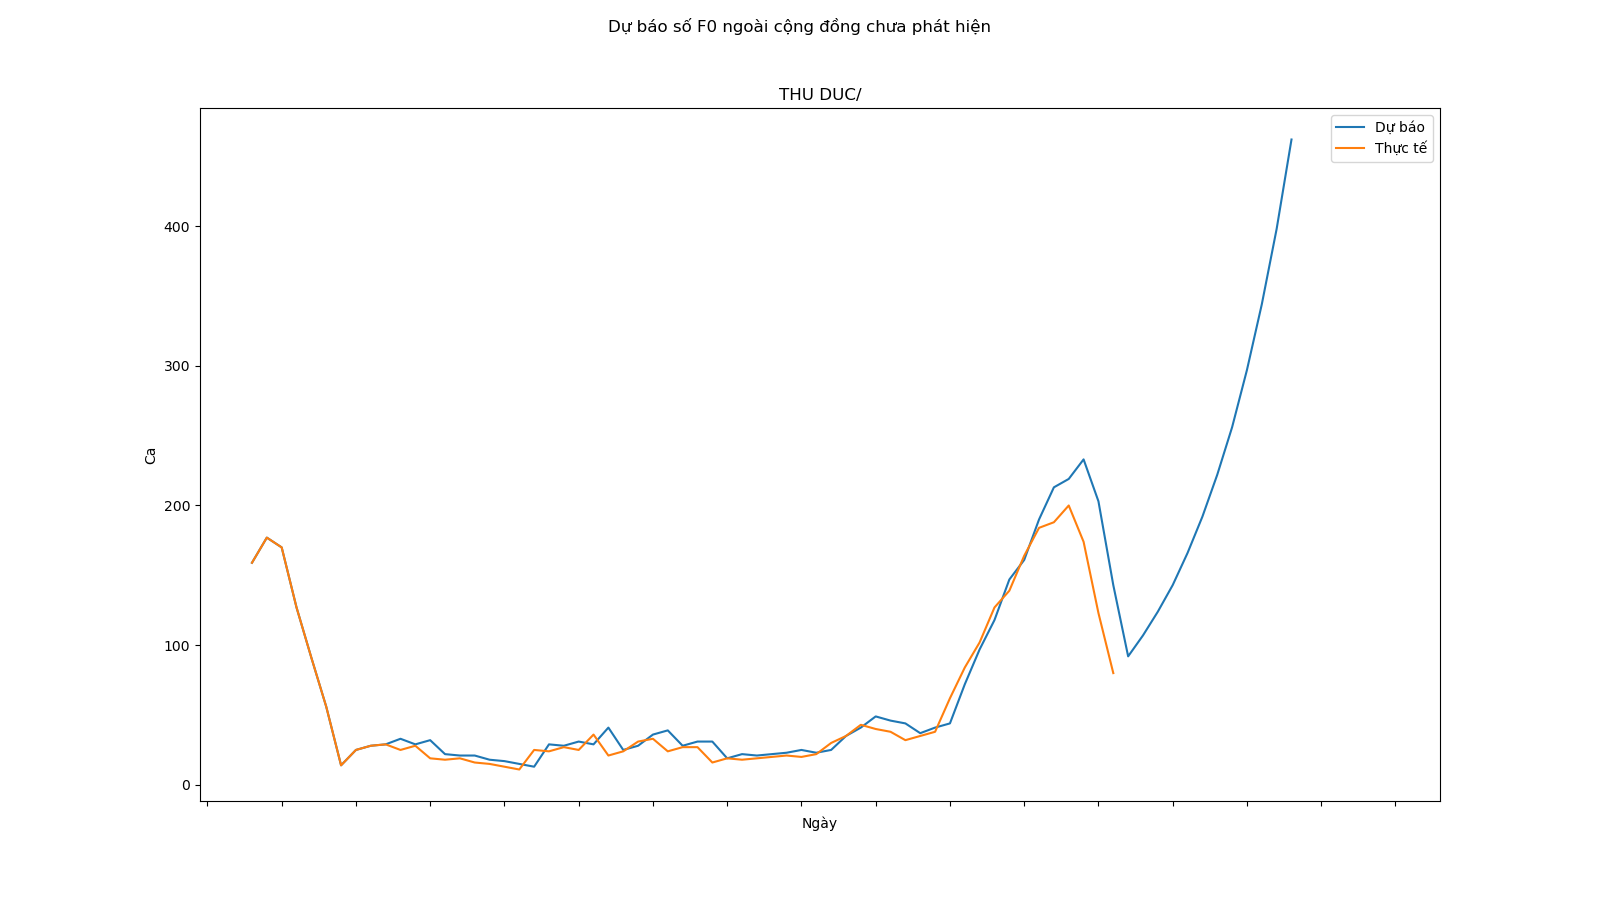 Dự báo số F0 ngoài cộng đồng chưa phát hiện
THU DUC/
Dự báo
Thực tế
400
300
200
100
0
Ca
Ngày